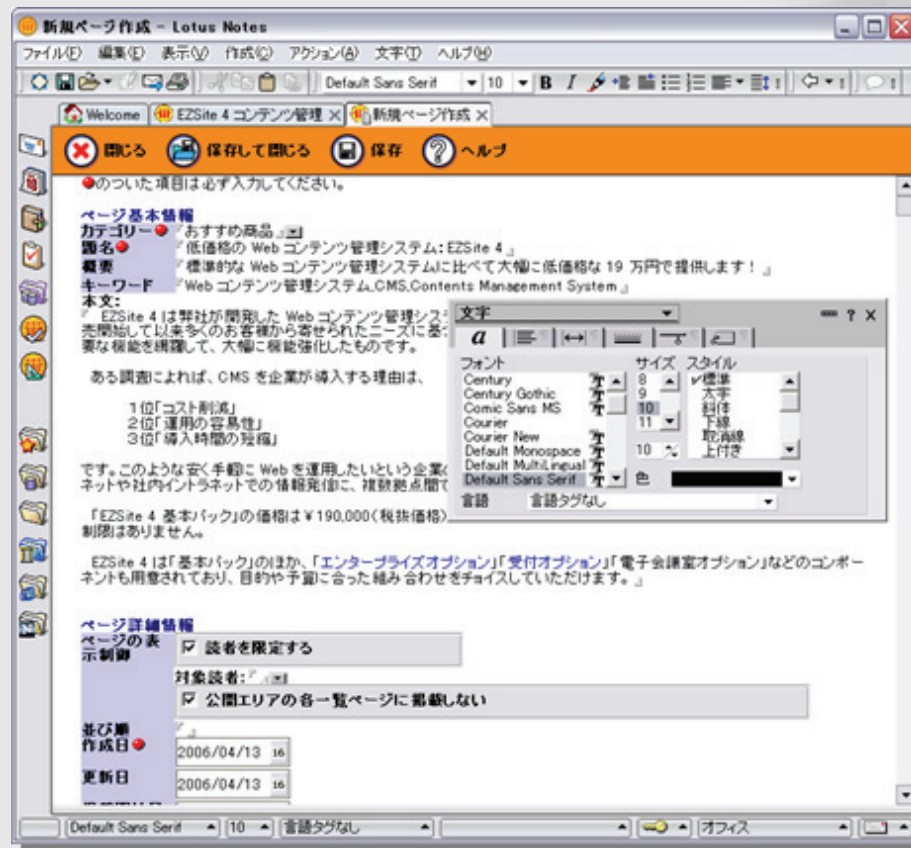 新規ページ作成 - Lotus Notes
ファイル(F) 編集(E) 表示(V) 作成(C) アクション(A) 文字(T) ヘルプ(H)
Default Sans Serif 10 B I
Welcome EZSite 4 コンテンツ管理 新規ページ作成
閉じる 保存して閉じる 保存 ヘルプ
のついた項目は必ず入力してください。
ページ基本情報
カテゴリー 『おすすめ商品』
題名 『低価格の Web コンテンツ管理システム:EZSite 4』
概要 『標準的な Web コンテンツ管理システムに比べて大幅に低価格な 19 万円で提供します!』
キーワード 『Web コンテンツ管理システム,CMS,Contents Management System』
本文:
『 EZSite 4 は弊社が開発した Web コンテンツ管理シス
売開始して以来多くのお客様から寄せられたニーズに基
要な機能を網羅して、大幅に機能強化したものです。
ある調査によれば、CMS を企業が導入する理由は、
1位「コスト削減」
2位「運用の容易性」
3位「導入時間の短縮」
です。このような安く手軽に Web を運用したいという企業
ネットや社内イントラネットでの情報発信に、複数拠点間で
「EZSite 4 基本パック」の価格は¥190,000(税抜価格)
制限はありません。
EZSite 4 は「基本パック」のほか、「エンタープライズオプション」「受付オプション」「電子会議室オプション」などのコンポー
ネントも用意されており、目的や予算に合った組み合わせをチョイスしていただけます。』
文字
a
フォント サイズ スタイル
Century 8 標準
Century Gothic 9 太字
Comic Sans MS 10 斜体
Courier 11 下線
Courier New 取消線
Default Monospace 10 上付き
Default MultiLingual
Default Sans Serif 色
言語 言語タグなし
ページ詳細情報
ページの表示制御 読者を限定する
対象読者:『 』
公開エリアの各一覧ページに掲載しない
並び順 『 』
作成日 2006/04/13 16
更新日 2006/04/13 16
Default Sans Serif 10 言語タグなし オフィス